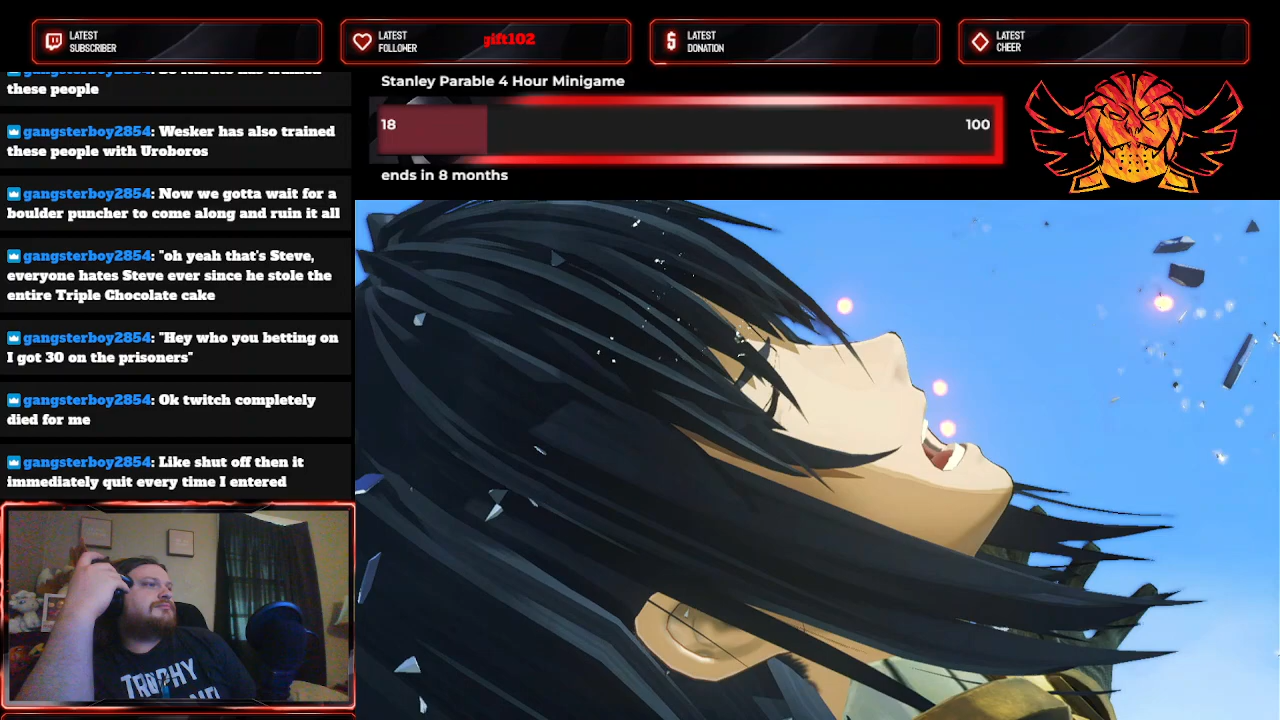 LATEST
SUBSCRIBER
LATEST
FOLLOWER
gift102
LATEST
DONATION
LATEST
CHEER
these people
gangsterboy2854: Wesker has also trained
these people with Uroboros
gangsterboy2854: Now we gotta wait for a
boulder puncher to come along and ruin it all
gangsterboy2854: "oh yeah that's Steve,
everyone hates Steve ever since he stole the
entire Triple Chocolate cake
gangsterboy2854: "Hey who you betting on
I got 30 on the prisoners"
gangsterboy2854: Ok twitch completely
died for me
gangsterboy2854: Like shut off then it
immediately quit every time I entered
Stanley Parable 4 Hour Minigame
18
100
ends in 8 months
TROPHY